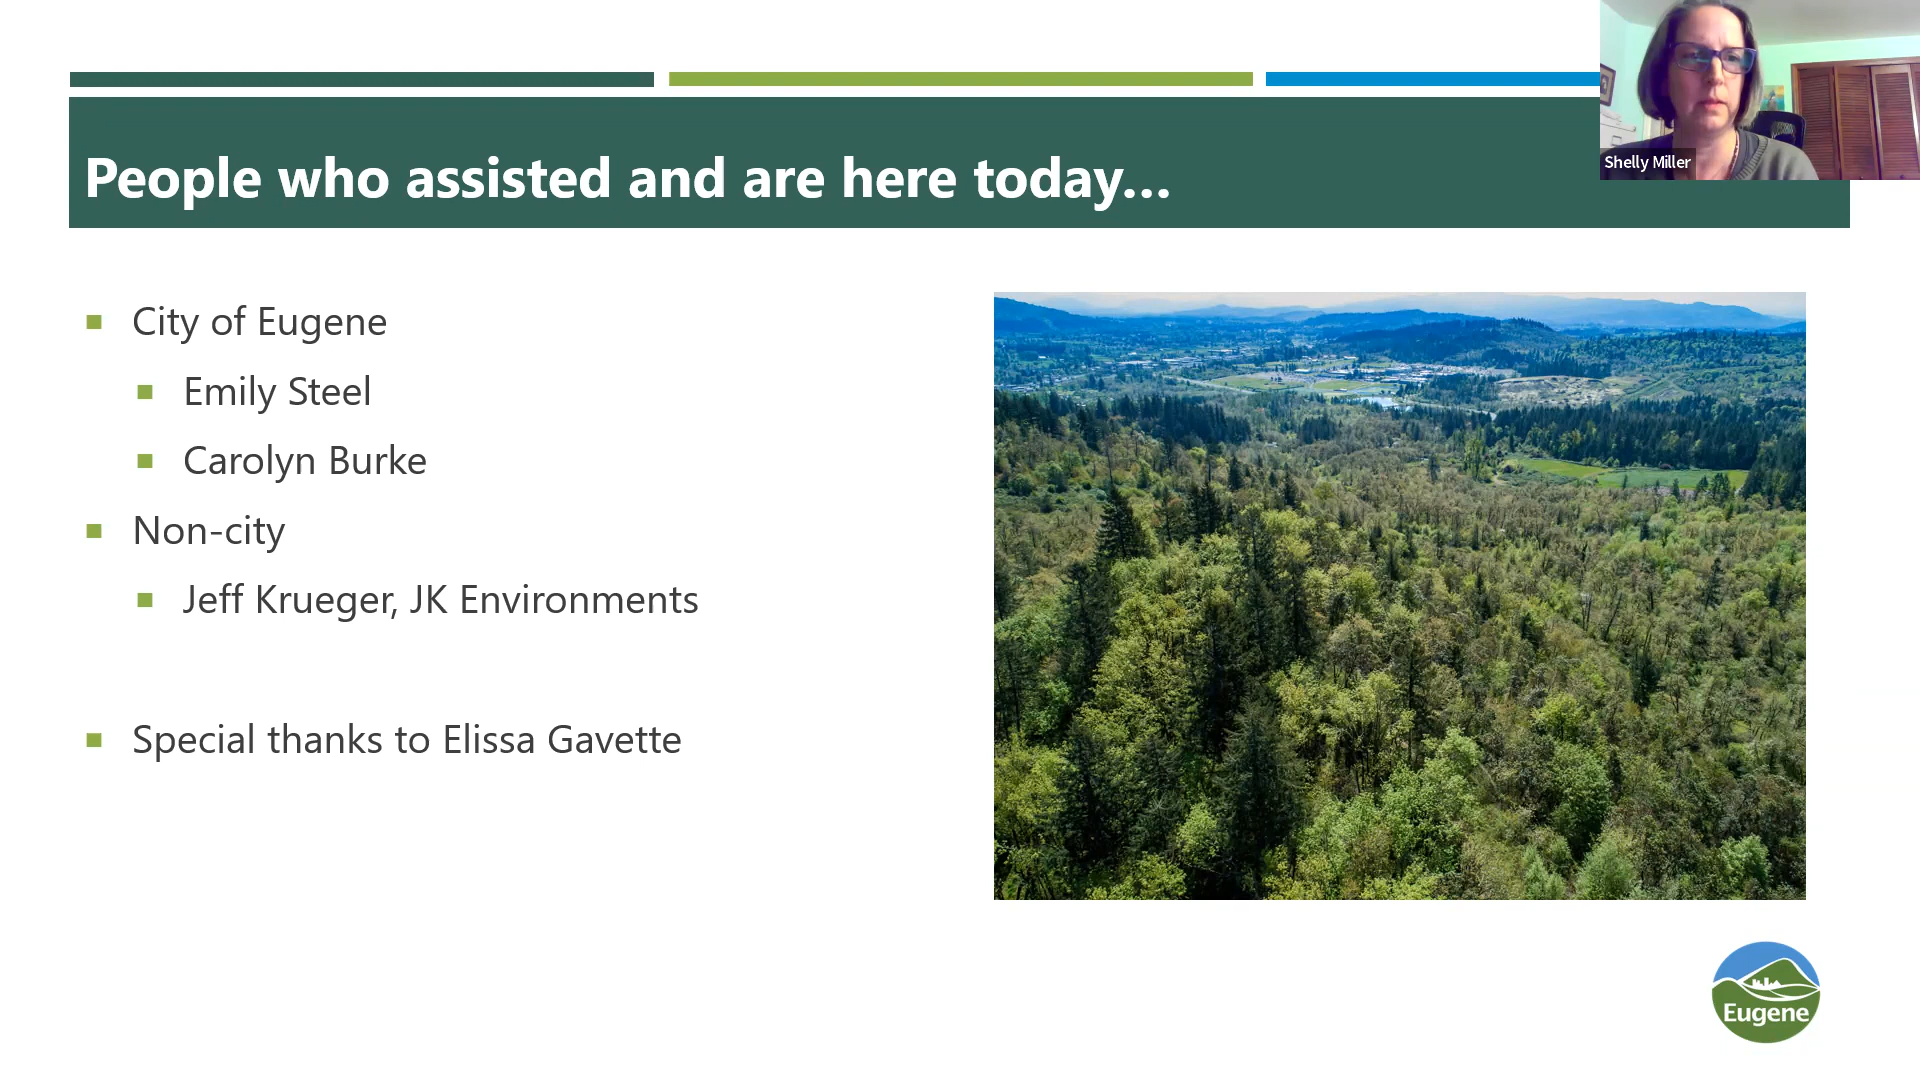 Shelly Miller
People who assisted and are here today...
City of Eugene
Emily Steel
Carolyn Burke
Non-city
Jeff Krueger, JK Environments
Special thanks to Elissa Gavette
Eugene